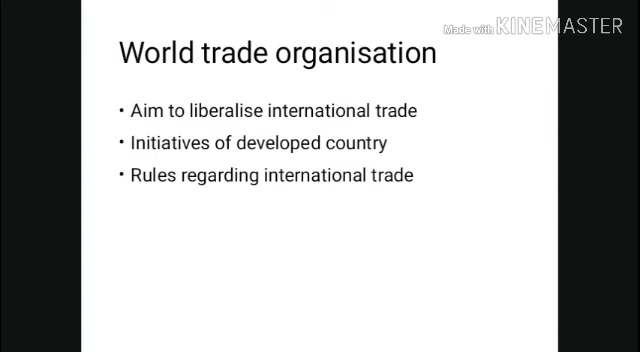 Made with KINEMASTER
World trade organisation
• Aim to liberalise international trade
• Initiatives of developed country
• Rules regarding international trade